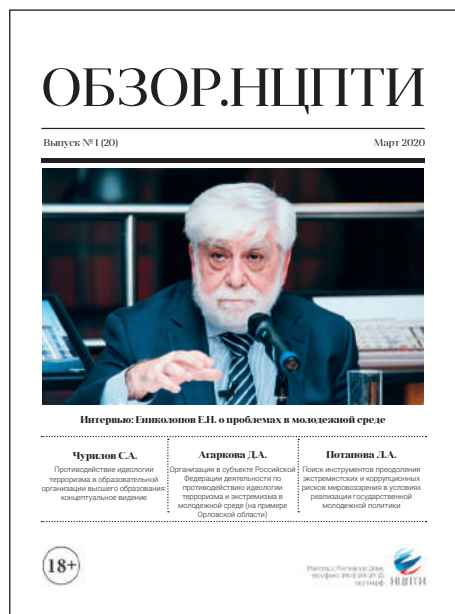 ОБЗОР.НЦПТИ
Выпуск № 1 (20)
Март 2020
Интервью: Ениколопов Е.Н. о проблемах в молодежной среде
Чурилов С.А.
Противодействие идеологии
терроризма в образовательной
организации высшего образования:
концептуальное видение
Агаркова Д.А.
Организация в субъекте Российской
Федерации деятельности по
противодействию идеологии
терроризма и экстремизма в
молодежной среде (на примере
Орловской области)
Потапова Л.А.
Поиск инструментов преодоления
экстремистских и коррупционных
рисков мировоззрения в условиях
реализации государственной
молодежной политики
18+
НЦПТИ